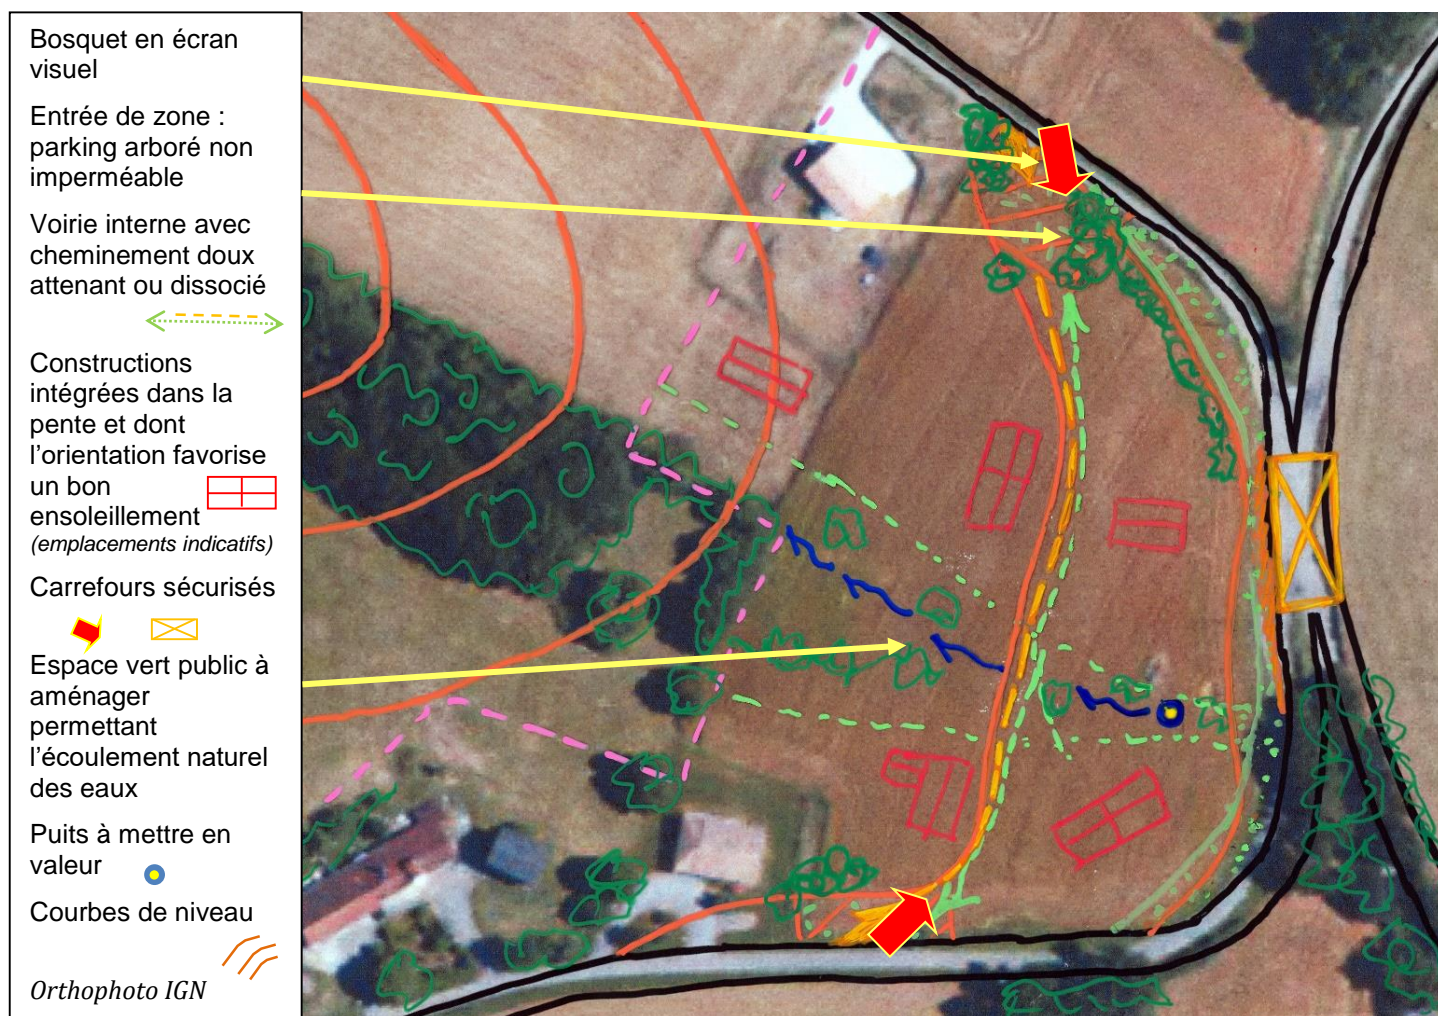 Bosquet en écran
visuel
Entrée de zone :
parking arboré non
imperméable
Voirie interne avec
cheminement doux
attenant ou dissocié
Constructions
intégrées dans la
pente et dont
l'orientation favorise
un bon
ensoleillement
(emplacements indicatifs)
Carrefours sécurisés
Espace vert public à
aménager
permettant
l'écoulement naturel
des eaux
Puits à mettre en
valeur
Courbes de niveau
Orthophoto IGN